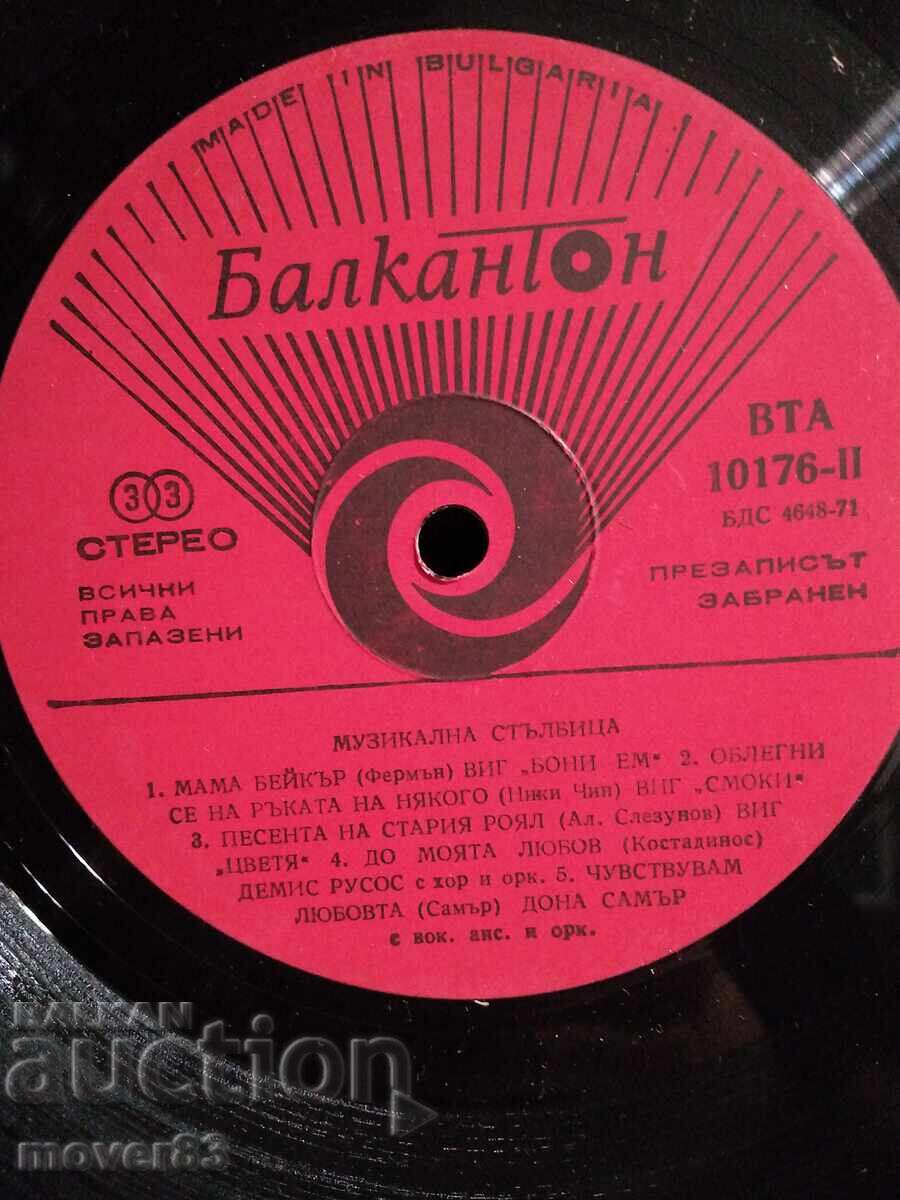 MADE IN BULGARIA
Балкантон
33
СТЕРЕО
ВСИЧКИ
ПРАВА
ЗАПАЗЕНИ
ВТА
10176-II
БДС 4648-71
ПРЕЗАПИСЪТ
ЗАБРАНЕН
МУЗИКАЛНА СТЪЛБИЦА
1. МАМА БЕЙКЪР (Фермън) ВИГ „БОНИ ЕМ“ 2. ОБЛЕГНИ
СЕ НА РЪКАТА НА НЯКОГО (Ники Чин) ВИГ „СМОКИ“
3. ПЕСЕНТА НА СТАРИЯ РОЯЛ (Ал. Слезунов) ВИГ
„ЦВЕТЯ“ 4. ДО МОЯТА ЛЮБОВ (Костадинос)
ДЕМИС РУСОС с хор и орк. 5. ЧУВСТВУВАМ
ЛЮБОВТА (Самър) ДОНА САМЪР
с вок. анс. и орк.
BALKAN
auction
mover83